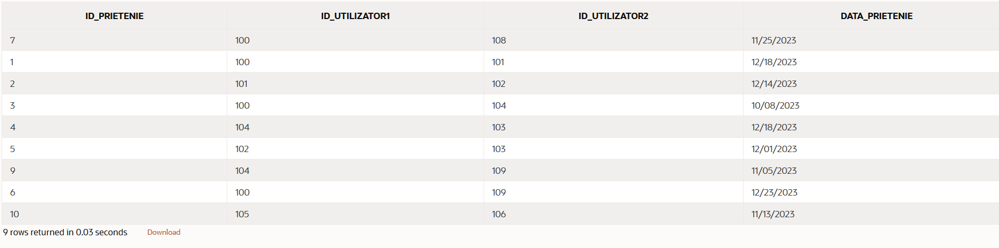 ID_PRIETENIE ID_UTILIZATOR1 ID_UTILIZATOR2 DATA_PRIETENIE
7 100 108 11/25/2023
1 100 101 12/18/2023
2 101 102 12/14/2023
3 100 104 10/08/2023
4 104 103 12/18/2023
5 102 103 12/01/2023
9 104 109 11/05/2023
6 100 109 12/23/2023
10 105 106 11/13/2023
9 rows returned in 0.03 seconds Download